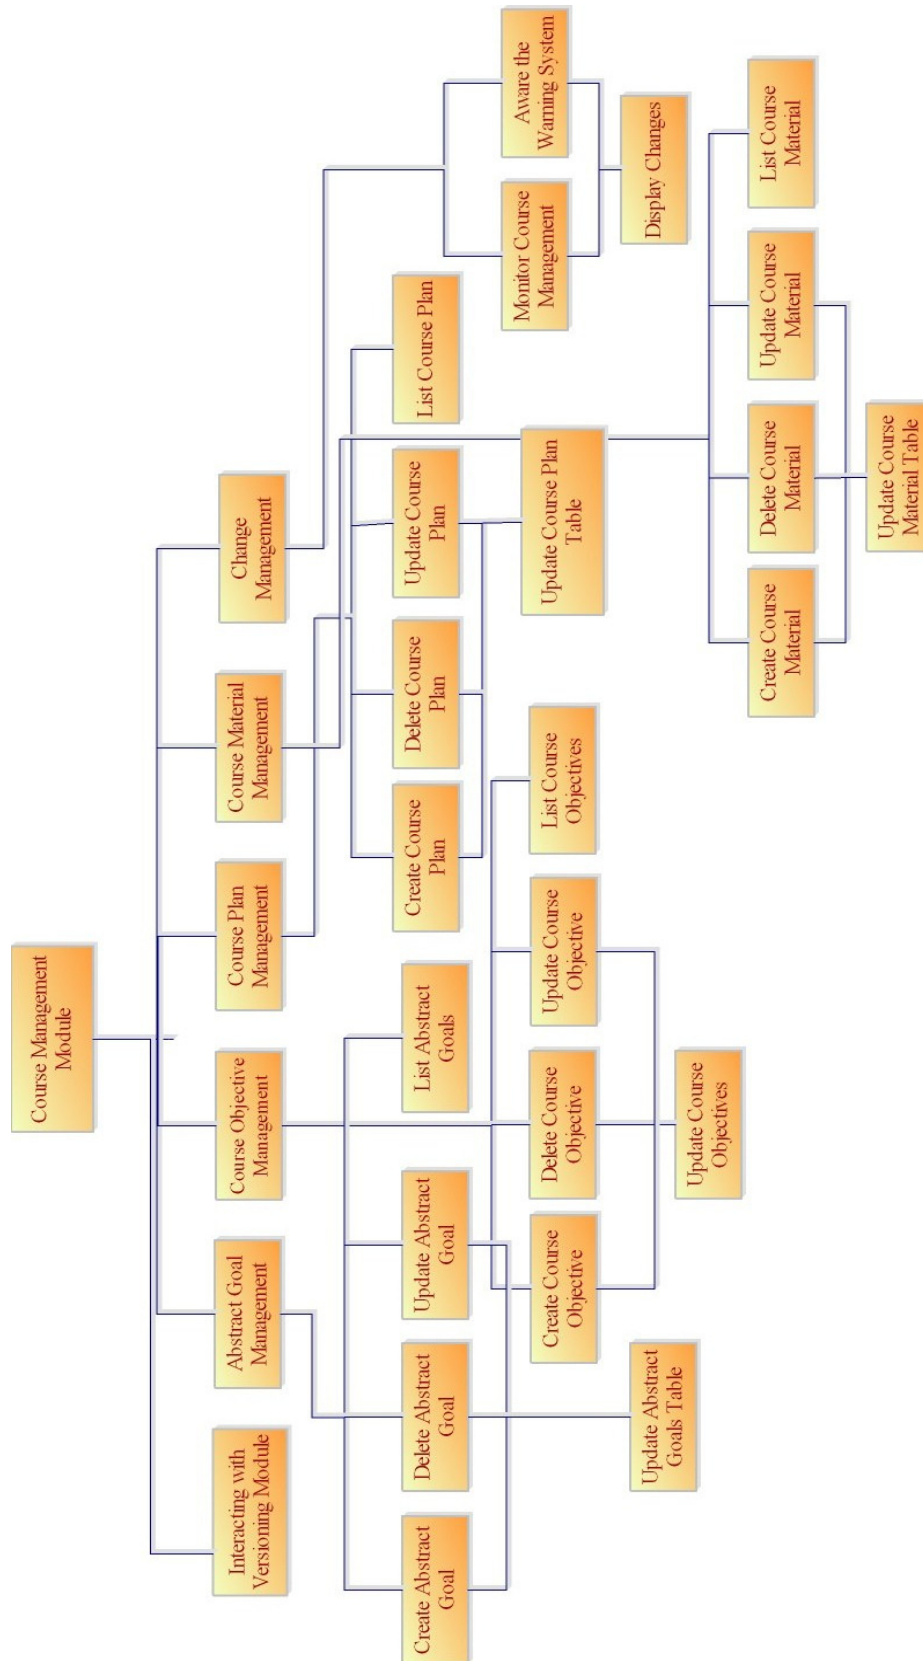 Course Management
Module
Interacting with
Versioning Module
Abstract Goal
Management
Course Objective
Management
Course Plan
Management
Course Material
Management
Change
Management
Create Abstract
Goal
Delete Abstract
Goal
Update Abstract
Goal
List Abstract
Goals
Create Course
Plan
Delete Course
Plan
Update Course
Plan
List Course Plan
Monitor Course
Management
Aware the
Warning System
Create Course
Objective
Delete Course
Objective
Update Course
Objective
List Course
Objectives
Update Course Plan
Table
Display Changes
Update Abstract
Goals Table
Update Course
Objectives
Create Course
Material
Delete Course
Material
Update Course
Material
List Course
Material
Update Course
Material Table